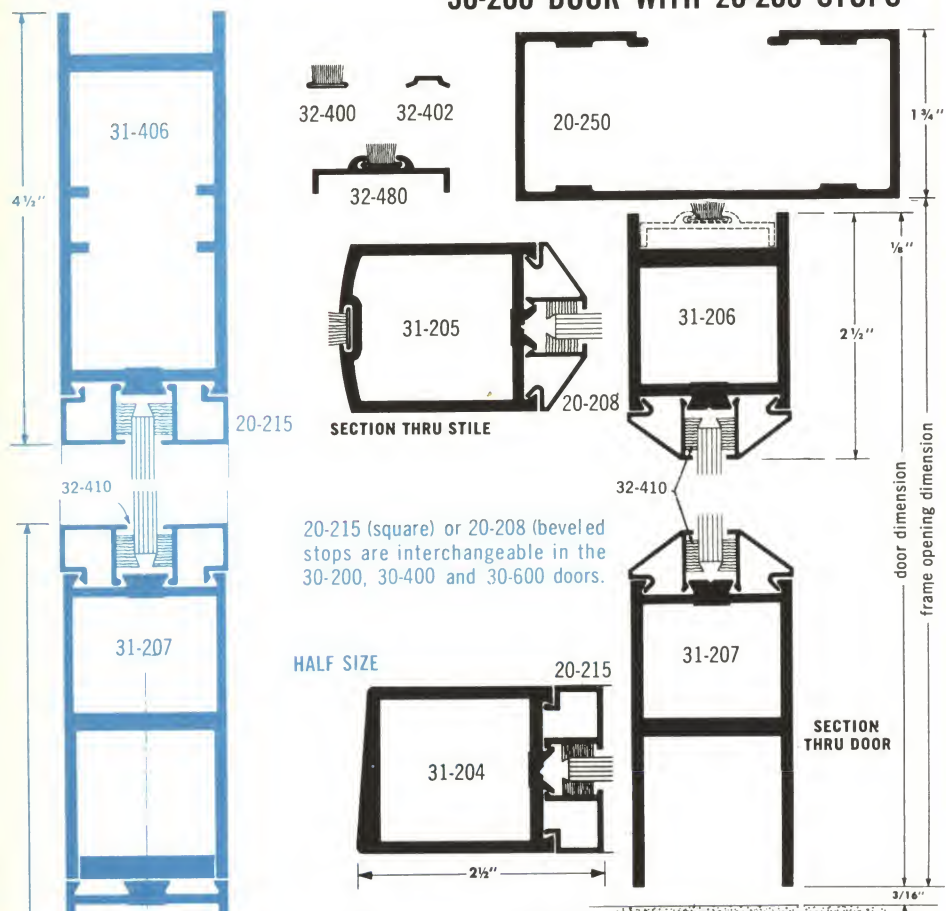 30-200 DOOR WITH 20-208 STOPS
4½"
31-406
32-400
32-402
32-480
20-250
1¾"
31-205
20-208
SECTION THRU STILE
31-206
⅛"
2½"
20-215
32-410
32-410
door dimension
frame opening dimension
20-215 (square) or 20-208 (beveled
stops are interchangeable in the
30-200, 30-400 and 30-600 doors.
31-207
HALF SIZE
20-215
31-204
2½"
31-207
SECTION
THRU DOOR
3/16"